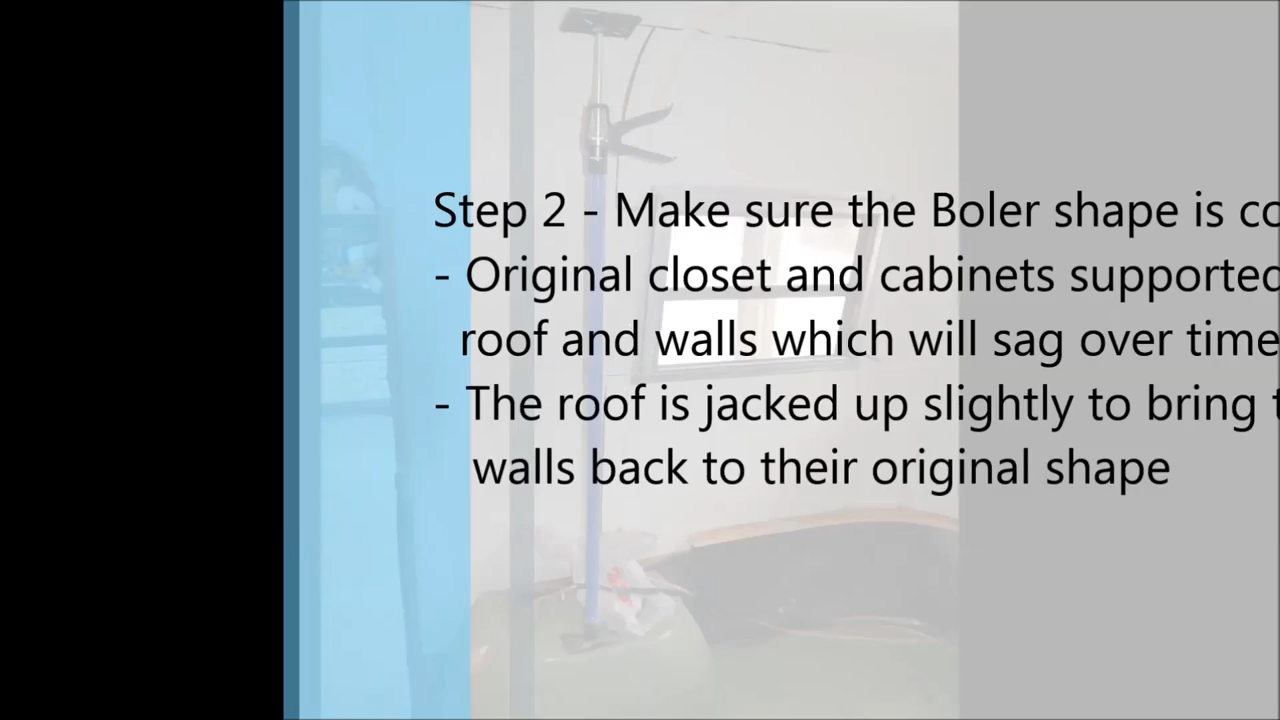 Step 2 - Make sure the Boler shape is
- Original closet and cabinets supported
roof and walls which will sag over time
- The roof is jacked up slightly to bring
walls back to their original shape